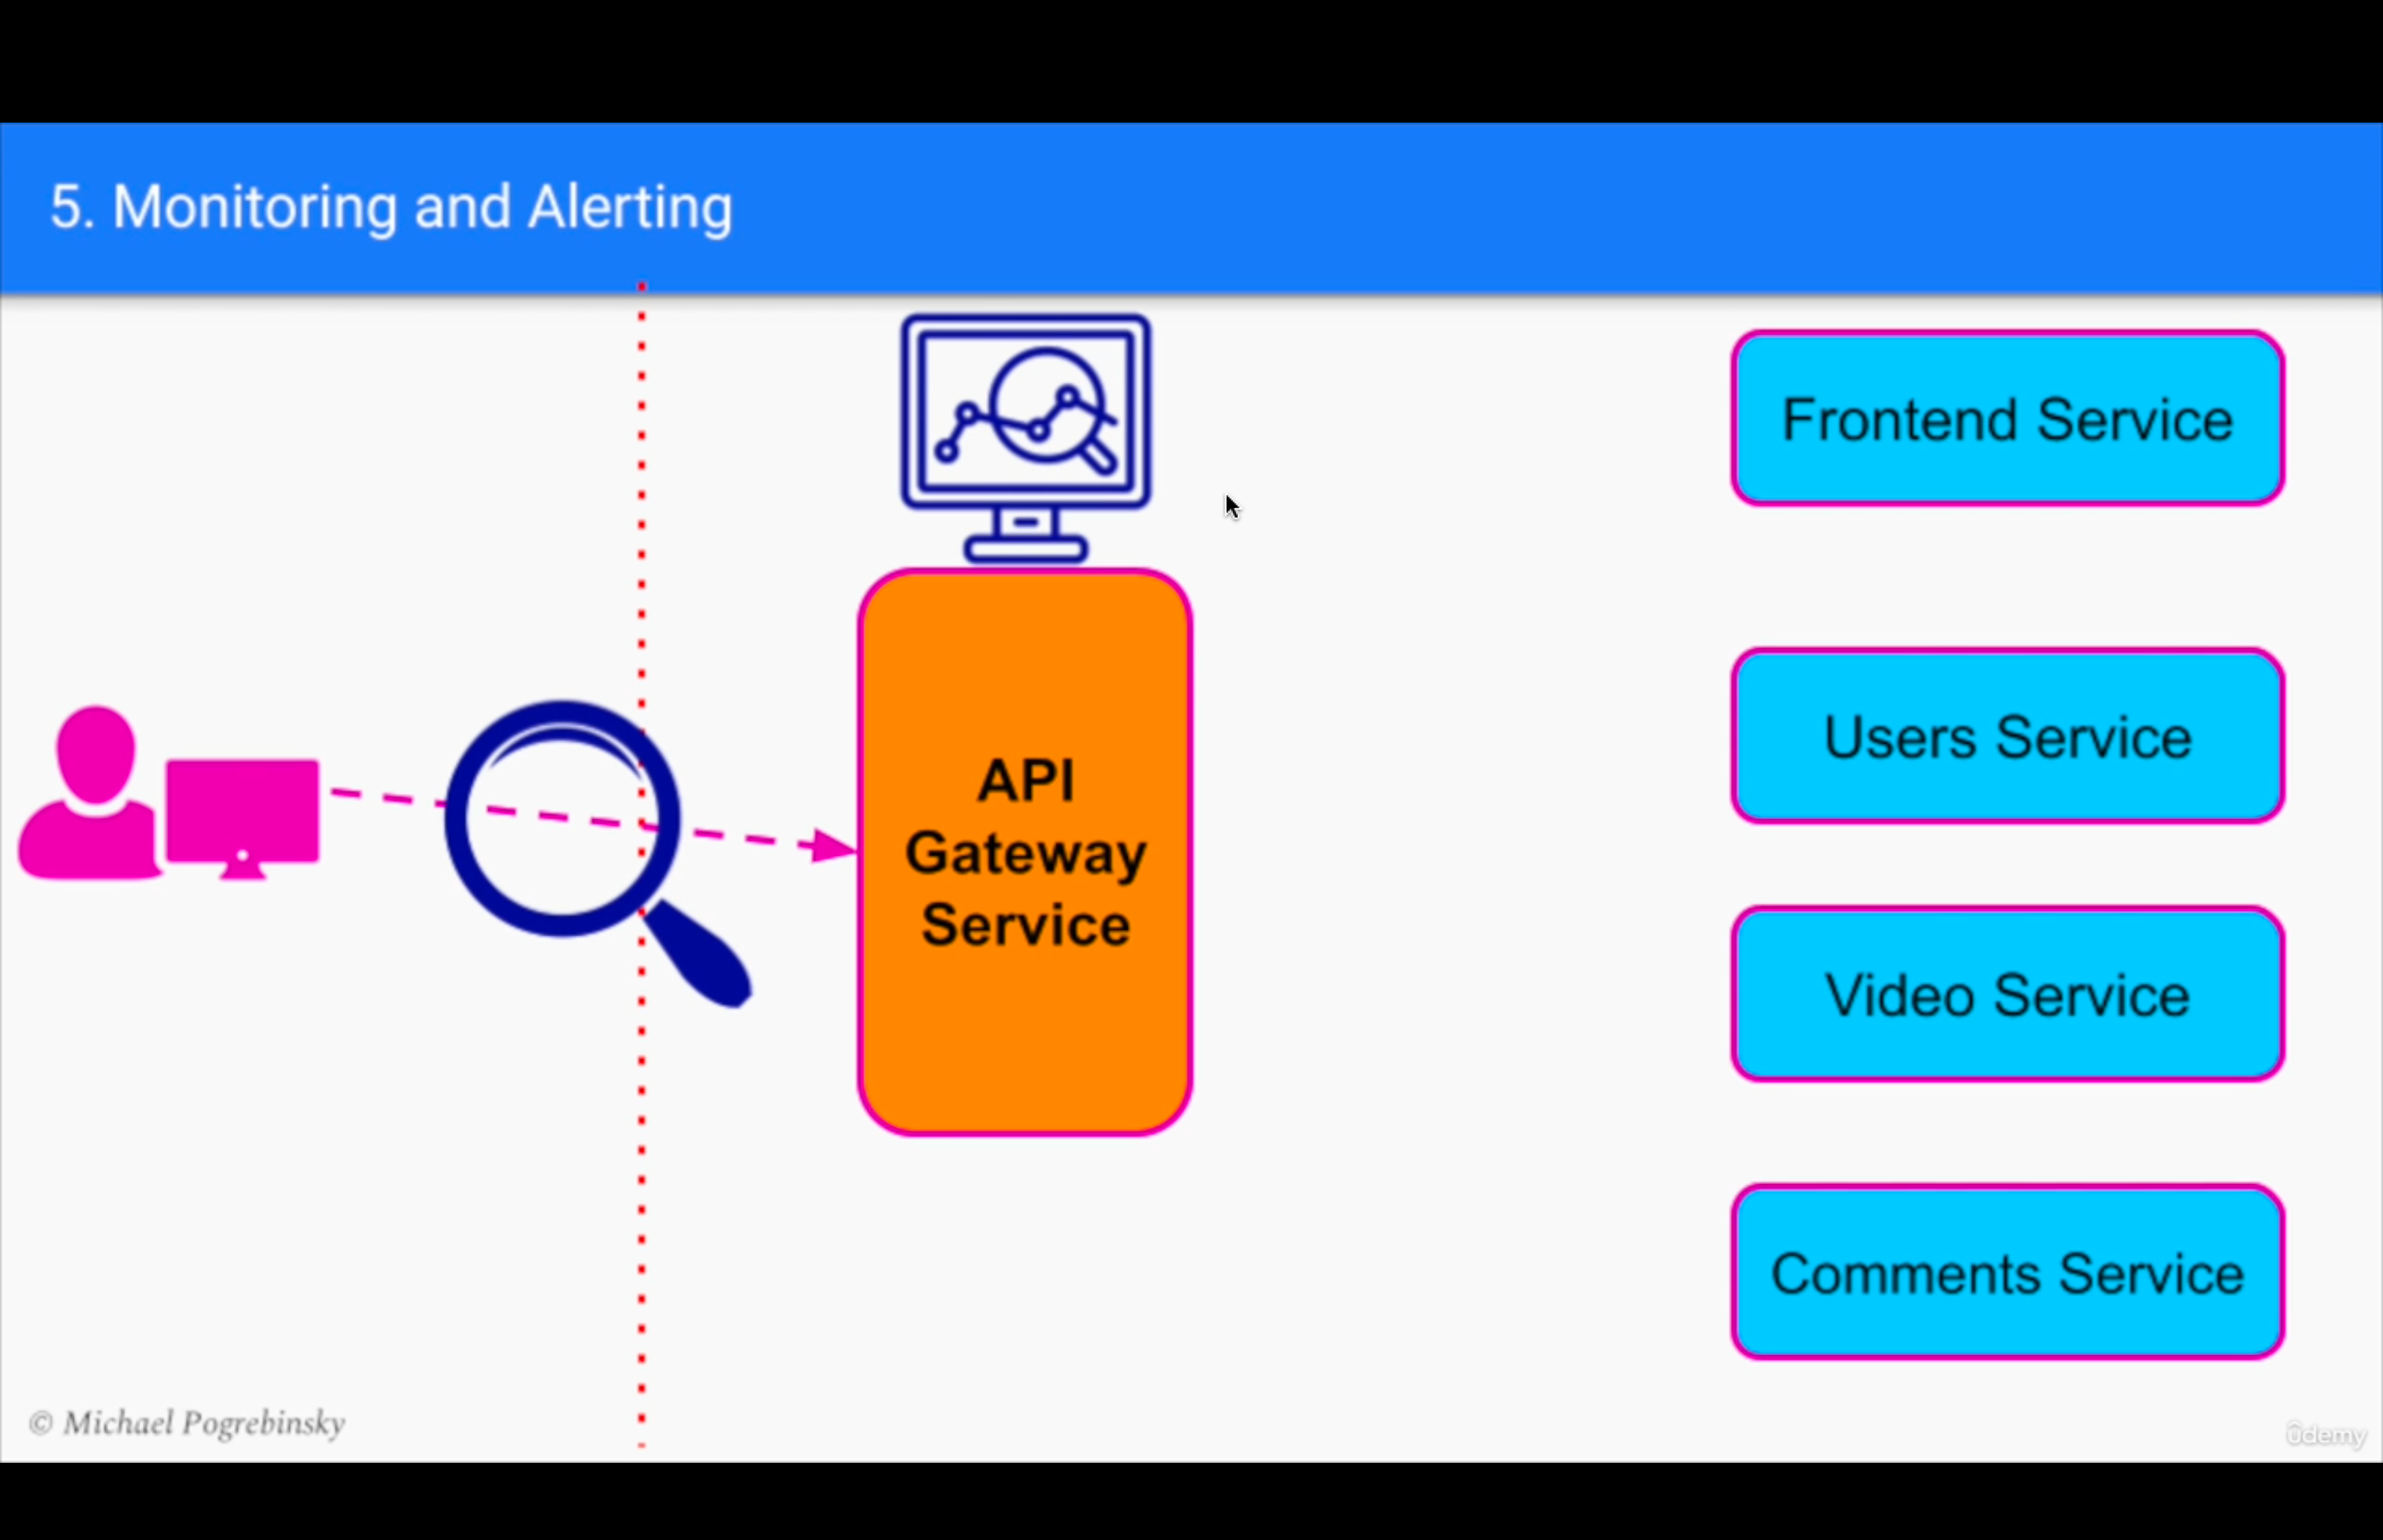 5. Monitoring and Alerting
Frontend Service
Users Service
API
Gateway
Service
Video Service
Comments Service
© Michael Pogrebinsky
ûdemy